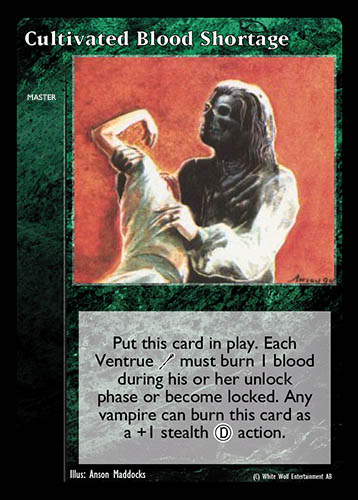 Cultivated Blood Shortage
MASTER
Anson 94
Put this card in play. Each
Ventrue must burn 1 blood
during his or her unlock
phase or become locked. Any
vampire can burn this card as
a +1 stealth D action.
Illus: Anson Maddocks
(C) White Wolf Entertainment AB